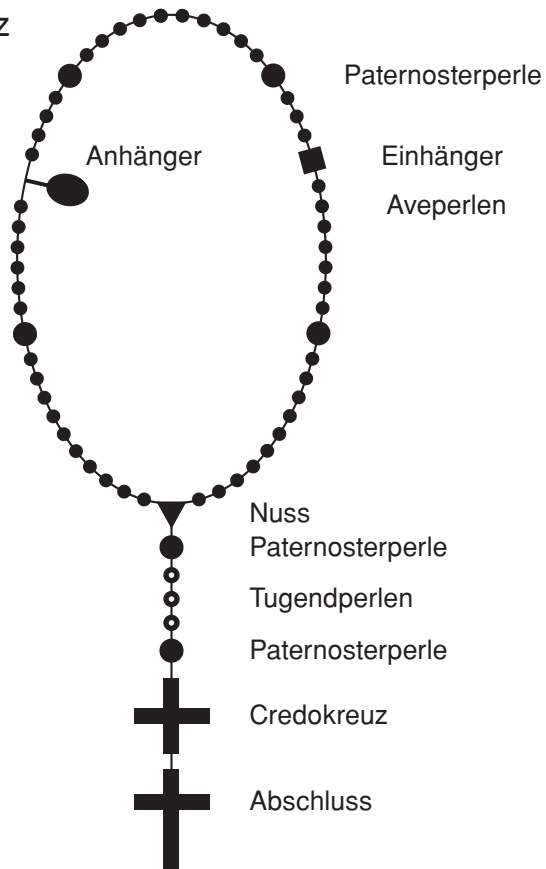 z
Paternosterperle
Anhänger
Einhänger
Aveperlen
Nuss
Paternosterperle
Tugendperlen
Paternosterperle
Credokreuz
Abschluss